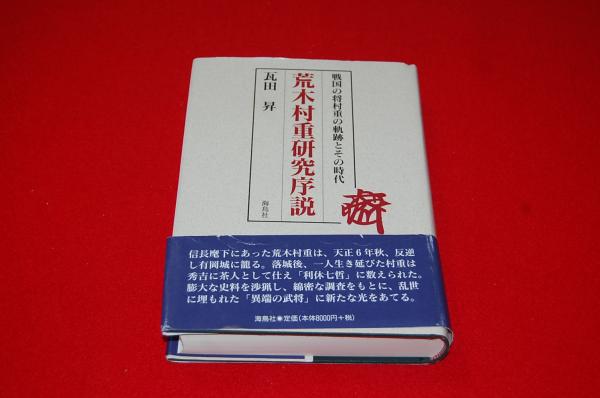 戦国の将村重の軌跡とその時代
荒木村重研究序説
瓦田 昇
海鳥社
信長麾下にあった荒木村重は、天正6年秋、反逆
し有岡城に籠る。落城後、一人生き延びた村重は
秀吉に茶人として仕え「利休七哲」に数えられた。
膨大な史料を渉猟し、綿密な調査をもとに、乱世
に埋もれた「異端の武将」に新たな光をあてる。
海鳥社●定価(本体8000円+税)